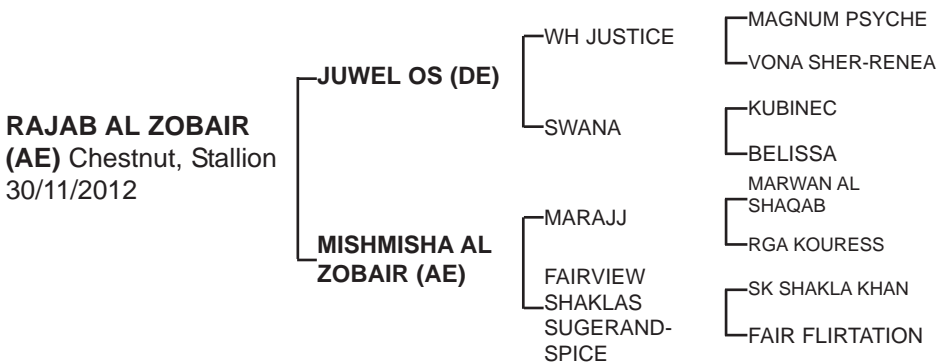 RAJAB AL ZOBAIR
(AE) Chestnut, Stallion
30/11/2012
JUWEL OS (DE)
MISHMISHA AL
ZOBAIR (AE)
WH JUSTICE
SWANA
MARAJJ
FAIRVIEW
SHAKLAS
SUGERAND-
SPICE
MAGNUM PSYCHE
VONA SHER-RENEA
KUBINEC
BELISSA
MARWAN AL
SHAQAB
RGA KOURESS
SK SHAKLA KHAN
FAIR FLIRTATION